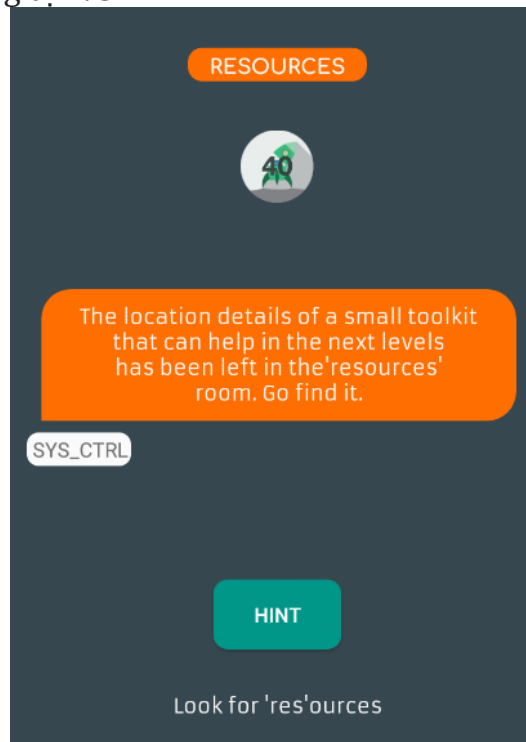 RESOURCES
40
The location details of a small toolkit
that can help in the next levels
has been left in the'resources'
room. Go find it.
SYS_CTRL
HINT
Look for 'res'ources